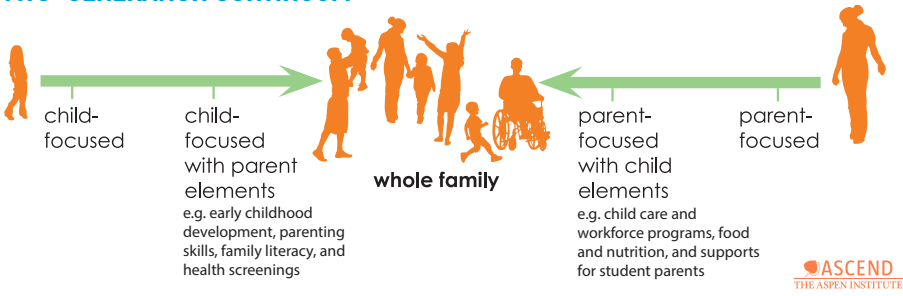 child-
focused
child-
focused
with parent
elements
e.g. early childhood
development, parenting
skills, family literacy, and
health screenings
whole family
parent-
focused
with child
elements
e.g. child care and
workforce programs, food
and nutrition, and supports
for student parents
parent-
focused
ASCEND
THE ASPEN INSTITUTE